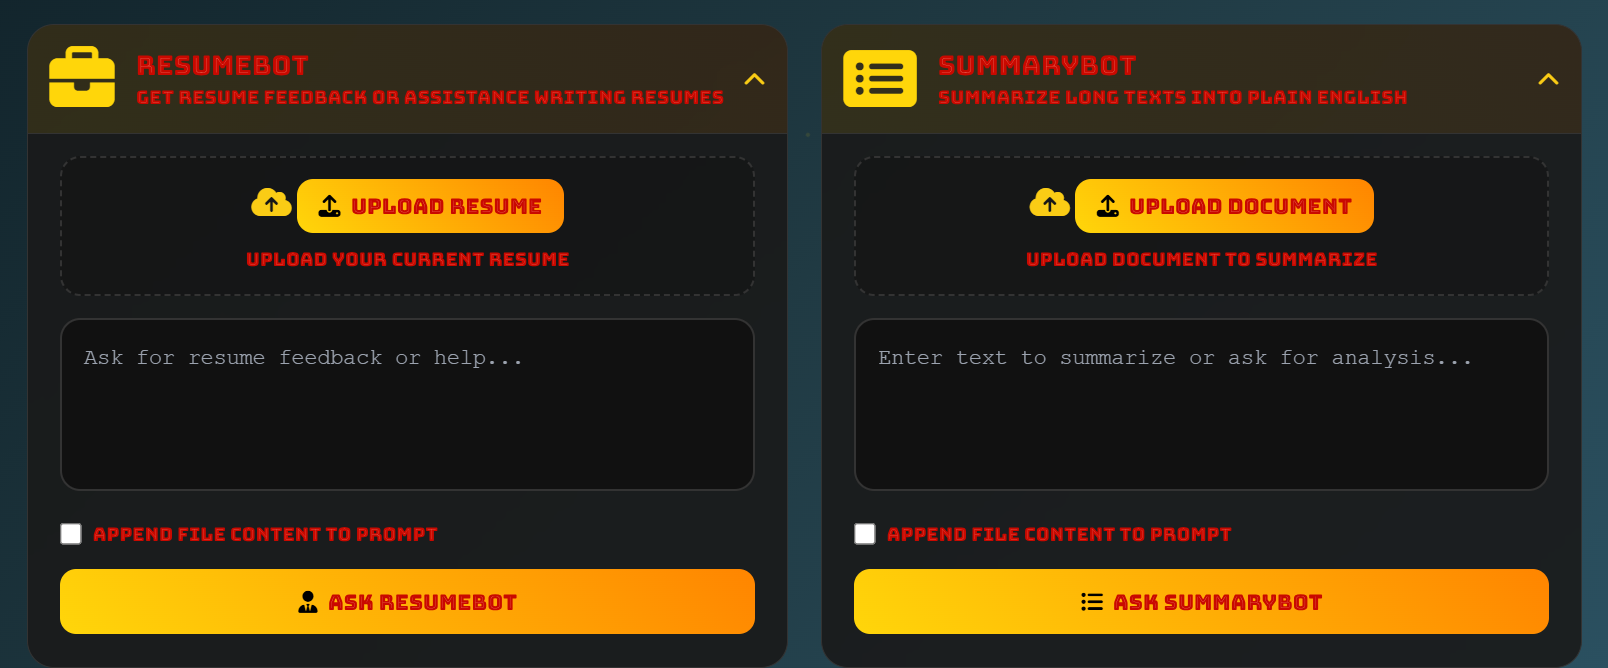 RESUMEBOT
GET RESUME FEEDBACK OR ASSISTANCE WRITING RESUMES
UPLOAD RESUME
UPLOAD YOUR CURRENT RESUME
Ask for resume feedback or help...
APPEND FILE CONTENT TO PROMPT
ASK RESUMEBOT
SUMMARYBOT
SUMMARIZE LONG TEXTS INTO PLAIN ENGLISH
UPLOAD DOCUMENT
UPLOAD DOCUMENT TO SUMMARIZE
Enter text to summarize or ask for analysis...
APPEND FILE CONTENT TO PROMPT
ASK SUMMARYBOT